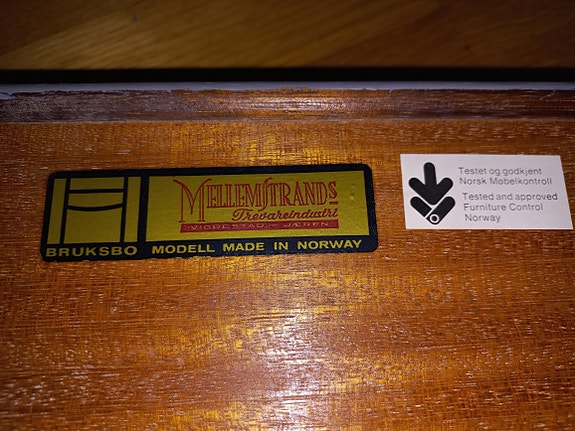 MELLEMSTRANDS
Trevareindustri
VIGRESTAD - JÆREN
BRUKSBO MODELL MADE IN NORWAY
Testet og godkjent
Norsk Møbelkontroll
Tested and approved
Furniture Control
Norway